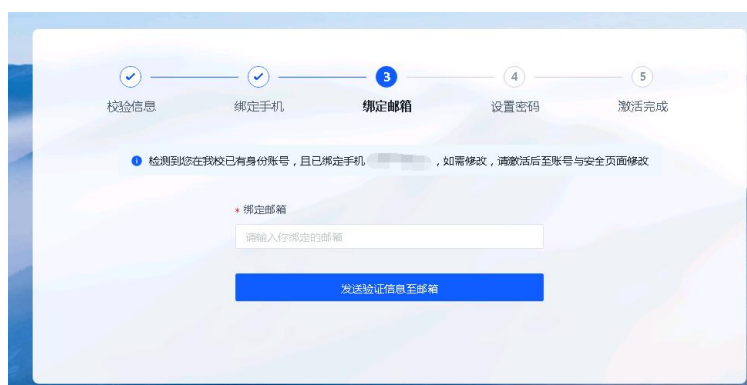 3 4 5
校验信息 绑定手机 绑定邮箱 设置密码 激活完成
检测到您在我校已有身份账号，且已绑定手机 ，如需修改，请激活后至账号与安全页面修改
* 绑定邮箱
请输入你绑定的邮箱
发送验证信息至邮箱